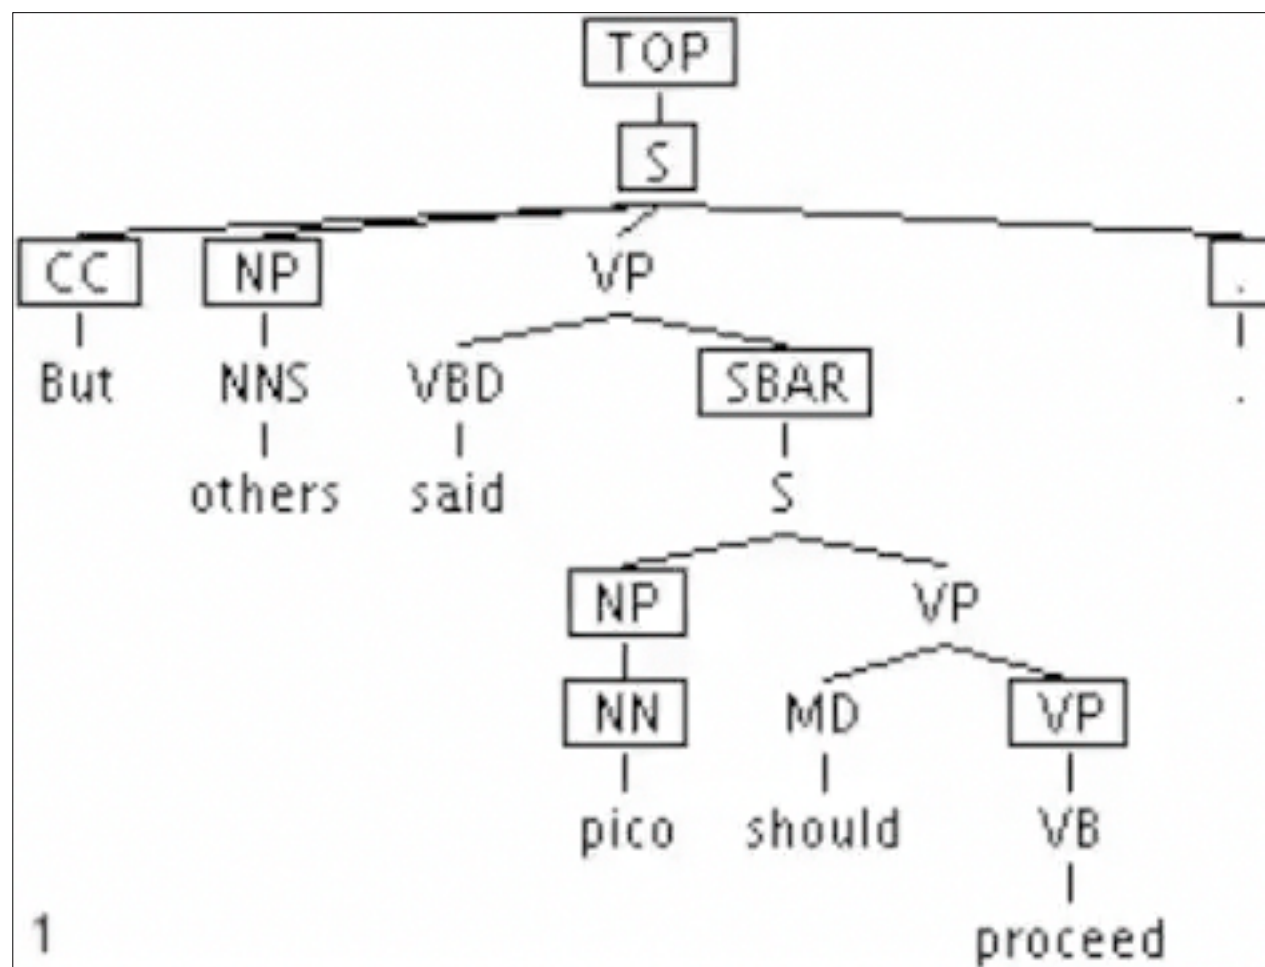 TOP
S
CC NP VP .
But NNS VBD SBAR .
others said S
NP VP
NN MD VP
pico should VB
1 proceed